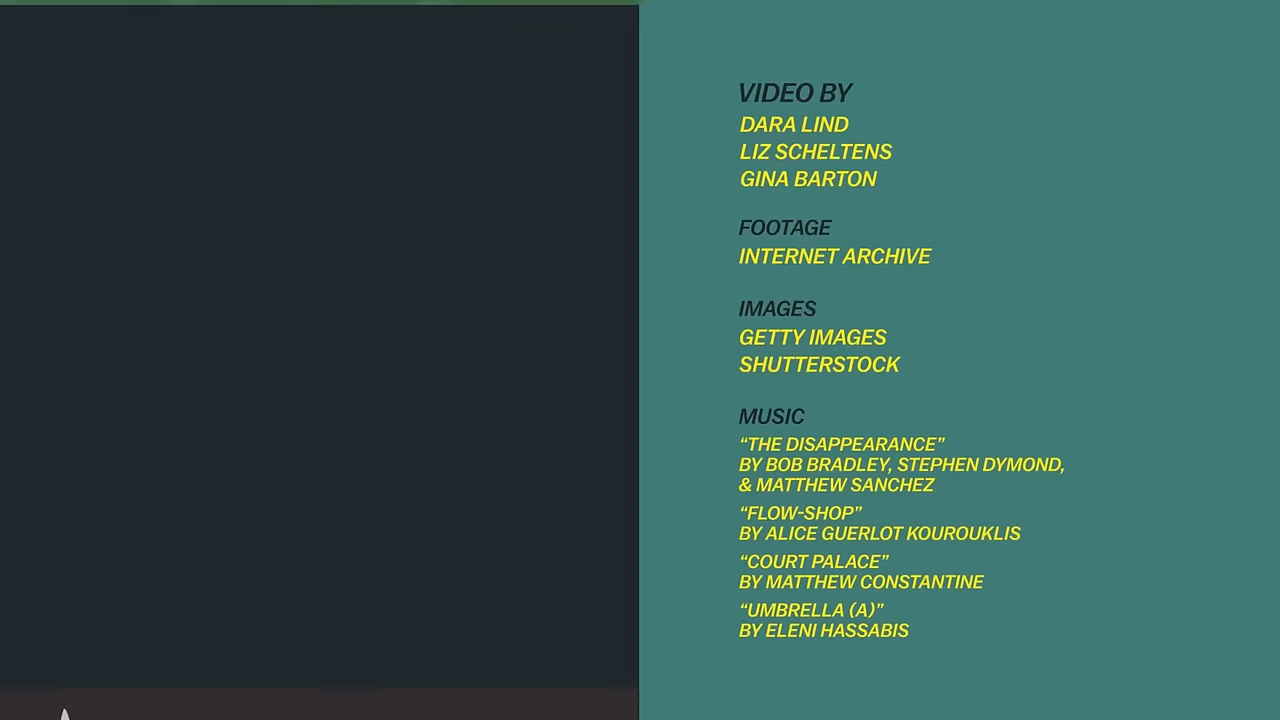 VIDEO BY
DARA LIND
LIZ SCHELTENS
GINA BARTON
FOOTAGE
INTERNET ARCHIVE
IMAGES
GETTY IMAGES
SHUTTERSTOCK
MUSIC
“THE DISAPPEARANCE”
BY BOB BRADLEY, STEPHEN DYMOND,
& MATTHEW SANCHEZ
“FLOW-SHOP”
BY ALICE GUERLOT KOUROUKLIS
“COURT PALACE”
BY MATTHEW CONSTANTINE
“UMBRELLA (A)”
BY ELENI HASSABIS